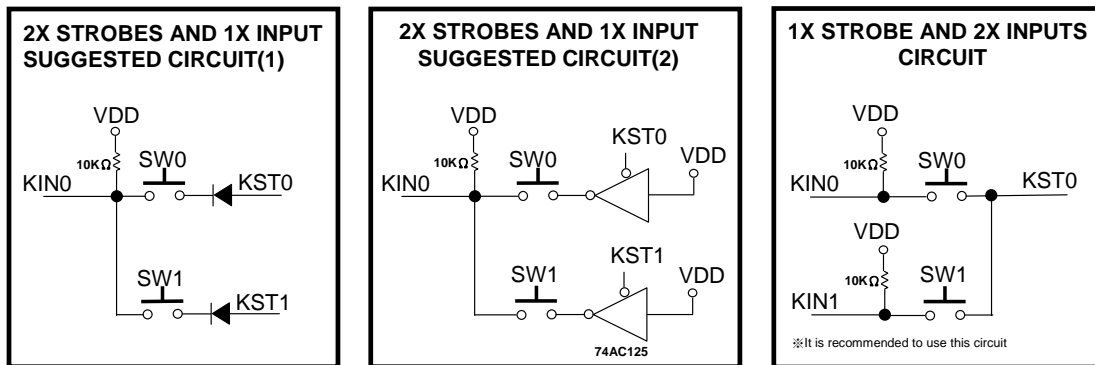 2X STROBES AND 1X INPUT
SUGGESTED CIRCUIT(1)
VDD
10KΩ
SW0
KIN0
KST0
SW1
KST1
2X STROBES AND 1X INPUT
SUGGESTED CIRCUIT(2)
VDD
KST0
VDD
10KΩ
SW0
KIN0
KST1
VDD
SW1
74AC125
1X STROBE AND 2X INPUTS
CIRCUIT
VDD
10KΩ
SW0
KIN0
KST0
VDD
10KΩ
SW1
KIN1
※It is recommended to use this circuit